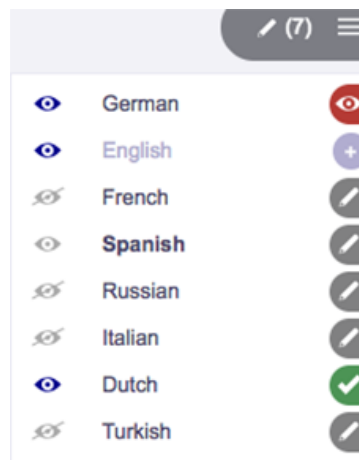 (7)
German
English
French
Spanish
Russian
Italian
Dutch
Turkish